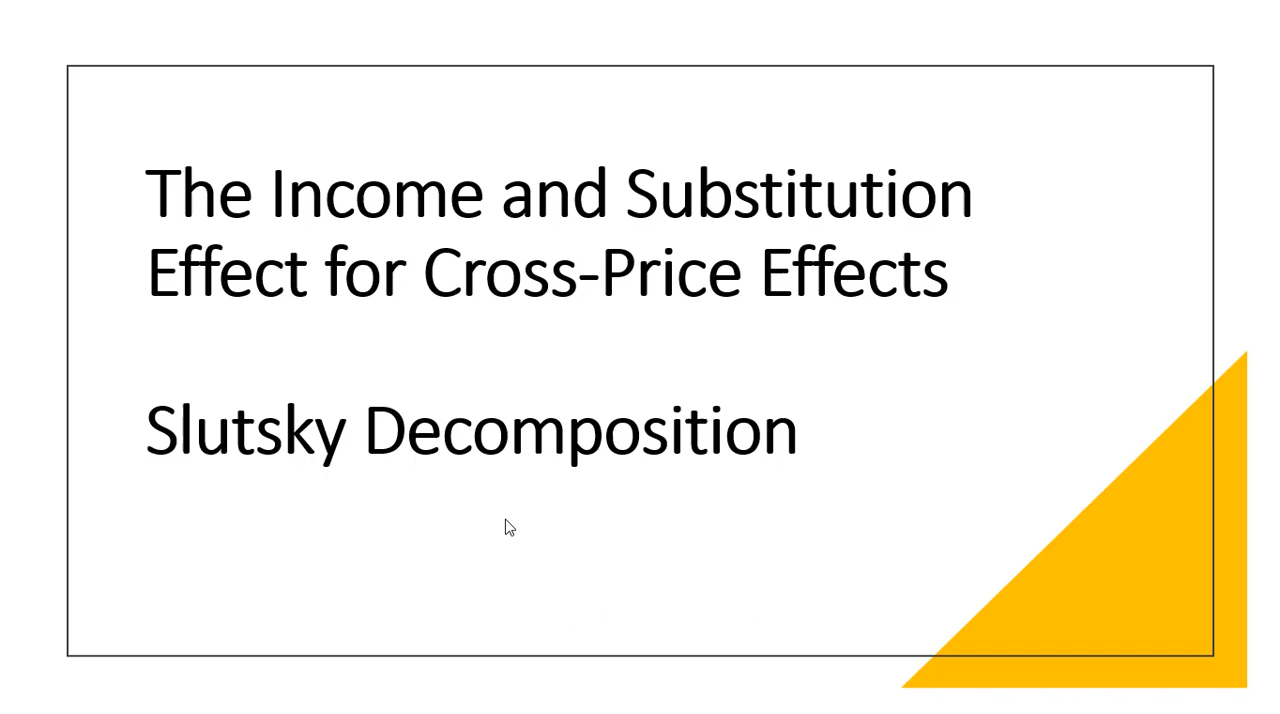 The Income and Substitution
Effect for Cross-Price Effects
Slutsky Decomposition